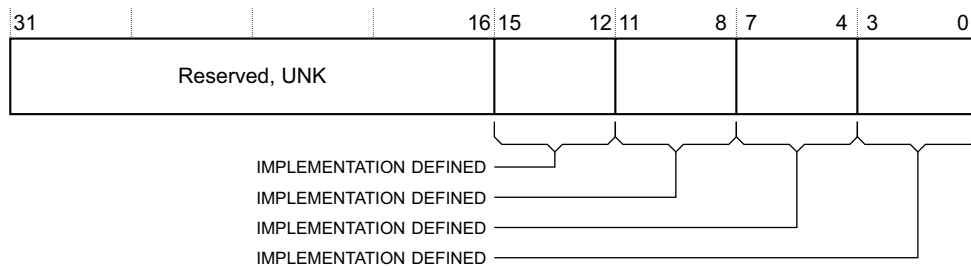 31 16 15 12 11 8 7 4 3 0
Reserved, UNK
IMPLEMENTATION DEFINED
IMPLEMENTATION DEFINED
IMPLEMENTATION DEFINED
IMPLEMENTATION DEFINED